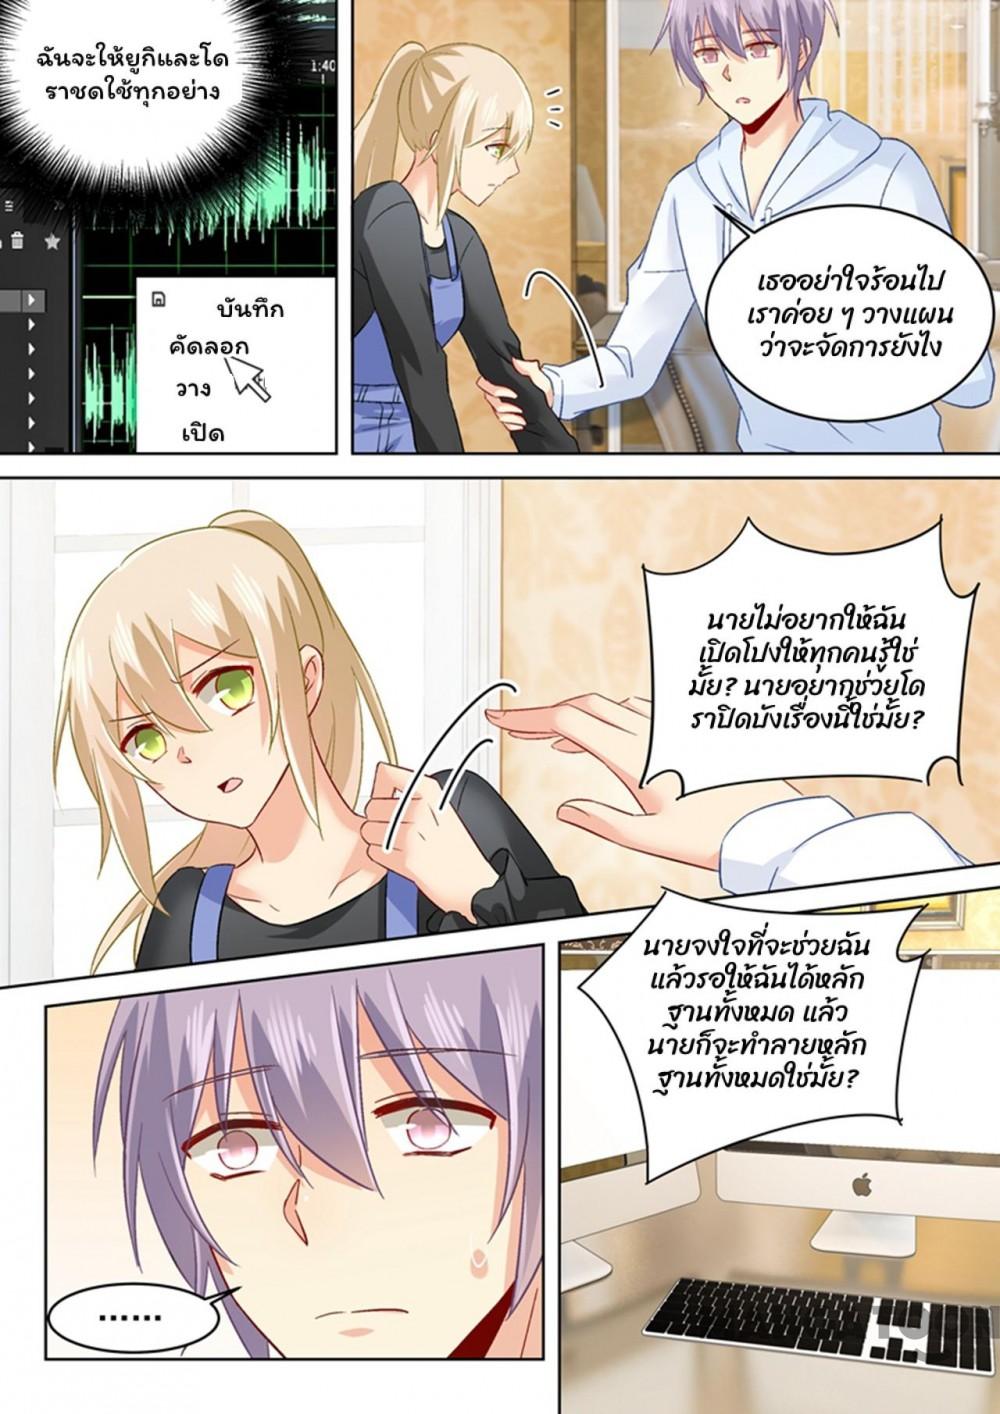 ฉันจะให้ยูกิและโด
ราชดใช้ทุกอย่าง
1:40
บันทึก
คัดลอก
วาง
เปิด
เธออย่าใจร้อนไป
เราค่อย ๆ วางแผน
ว่าจะจัดการยังไง
นายไม่อยากให้ฉัน
เปิดโปงให้ทุกคนรู้ใช่
มั้ย? นายอยากช่วยโด
ราปิดบังเรื่องนี้ใช่มั้ย?
นายจงใจที่จะช่วยฉัน
แล้วรอให้ฉันได้หลัก
ฐานทั้งหมด แล้ว
นายก็จะทำลายหลัก
ฐานทั้งหมดใช่มั้ย?
......